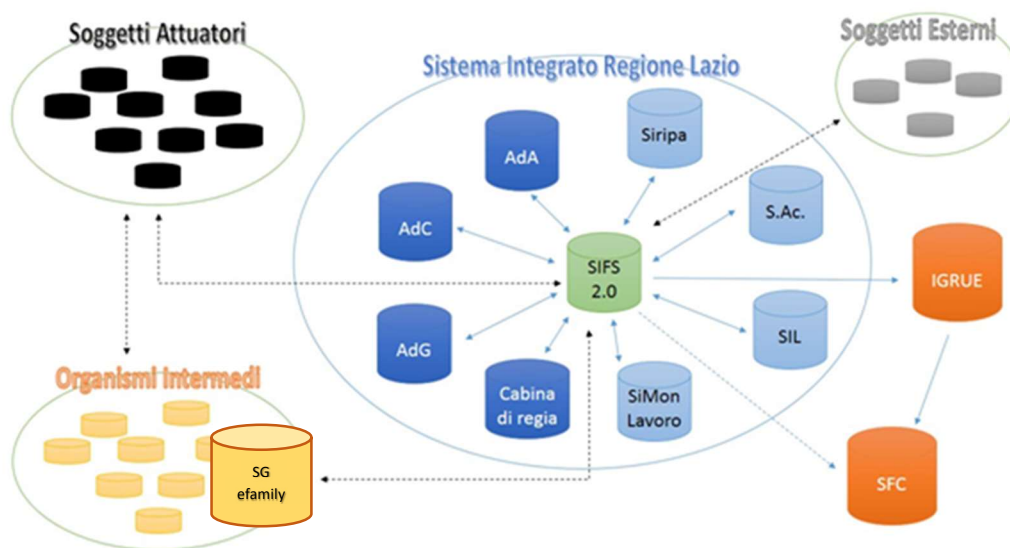 Soggetti Attuatori
Soggetti Esterni
Sistema Integrato Regione Lazio
AdA
Siripa
AdC
S.Ac.
SIFS
2.0
IGRUE
AdG
SIL
Cabina
di regia
SiMon
Lavoro
Organismi Intermedi
SG
efamily
SFC